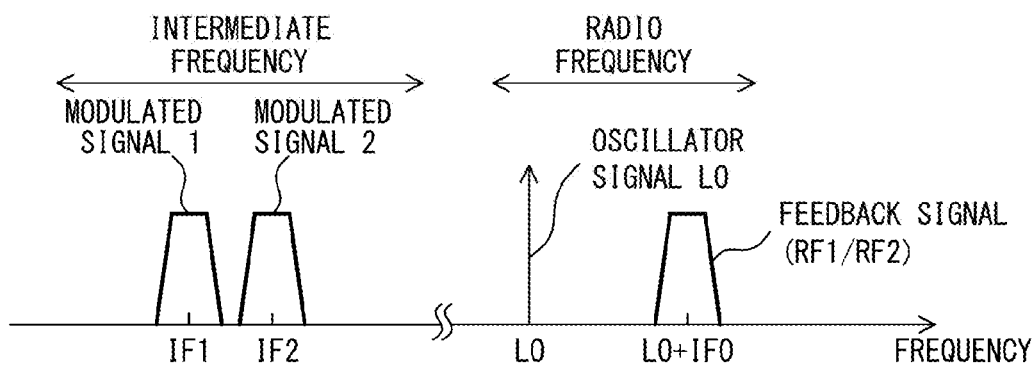 INTERMEDIATE
FREQUENCY
RADIO
FREQUENCY
MODULATED
SIGNAL 1
MODULATED
SIGNAL 2
OSCILLATOR
SIGNAL LO
FEEDBACK SIGNAL
(RF1/RF2)
IF1
IF2
LO
LO+IF0
FREQUENCY